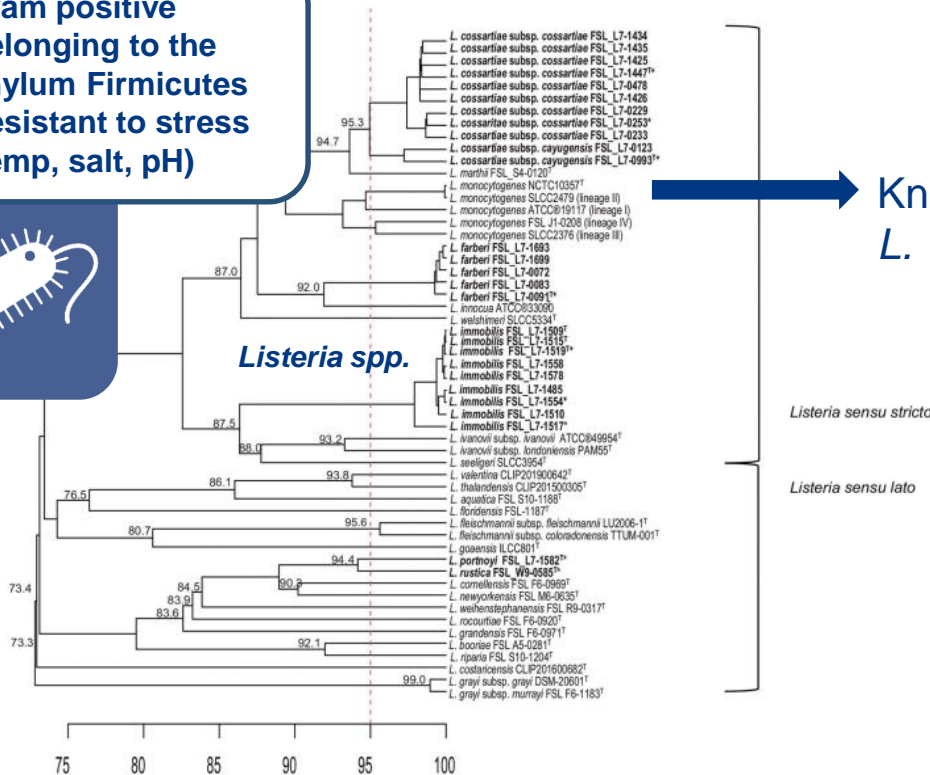 am positive
elonging to the
ylum Firmicutes
esistant to stress
emp, salt, pH)
L. cossartiae subsp. cossartiae FSL_L7-1434
L. cossartiae subsp. cossartiae FSL_L7-1435
L. cossartiae subsp. cossartiae FSL_L7-1425
L. cossartiae subsp. cossartiae FSL_L7-1447ᵀ*
L. cossartiae subsp. cossartiae FSL_L7-0478
L. cossartiae subsp. cossartiae FSL_L7-1426
L. cossartiae subsp. cossartiae FSL_L7-0229
L. cossaritae subsp. cossartiae FSL_L7-0253*
L. cossartiae subsp. cossartiae FSL_L7-0233
L. cossartiae subsp. cayugensis FSL_L7-0123
L. cossartiae subsp. cayugensis FSL_L7-0993ᵀ*
L. marthii FSL_S4-0120ᵀ
L. monocytogenes NCTC10357ᵀ
L. monocytogenes SLCC2479 (lineage II)
L. monocytogenes ATCC®19117 (lineage I)
L. monocytogenes FSL J1-0208 (lineage IV)
L. monocytogenes SLCC2376 (lineage III)
L. farberi FSL_L7-1693
L. farberi FSL_L7-1699
L. farberi FSL_L7-0072
L. farberi FSL_L7-0083
L. farberi FSL_L7-0091ᵀ*
L. innocua ATCC®33090
L. welshimeri SLCC5334ᵀ
L. immobilis FSL_L7-1509ᵀ
L. immobilis FSL_L7-1515ᵀ
L. immobilis FSL_L7-1519ᵀ*
L. immobilis FSL_L7-1558
L. immobilis FSL_L7-1578
L. immobilis FSL_L7-1485
L. immobilis FSL_L7-1554*
L. immobilis FSL_L7-1510
L. immobilis FSL_L7-1517*
L. ivanovii subsp. ivanovii ATCC®49954ᵀ
L. ivanovii subsp. londoniensis PAM55ᵀ
L. seeligeri SLCC3954ᵀ
L. valentina CLIP201900642ᵀ
L. thalandensis CLIP201500305ᵀ
L. aquatica FSL S10-1188ᵀ
L. floridensis FSL-1187ᵀ
L. fleischmannii subsp. fleischmannii LU2006-1ᵀ
L. fleischmannii subsp. coloradonensis TTUM-001ᵀ
L. goaensis ILCC801ᵀ
L. portnoyi FSL_L7-1582ᵀ*
L. rustica FSL_W9-0585ᵀ*
L. cornellensis FSL F6-0969ᵀ
L. newyorkensis FSL M6-0635ᵀ
L. weihenstephanensis FSL R9-0317ᵀ
L. rocourtiae FSL F6-0920ᵀ
L. grandensis FSL F6-0971ᵀ
L. booriae FSL A5-0281ᵀ
L. riparia FSL S10-1204ᵀ
L. costaricensis CLIP201600682ᵀ
L. grayi subsp. grayi DSM-20601ᵀ
L. grayi subsp. murrayi FSL F6-1183ᵀ
95.3
94.7
87.0
92.0
Listeria spp.
87.5
93.2
88.0
93.8
86.1
76.5
95.6
80.7
94.4
90.3
84.5
83.9
83.6
73.4
92.1
73.3
99.0
Kn
L.
Listeria sensu stricto
Listeria sensu lato
75 80 85 90 95 100